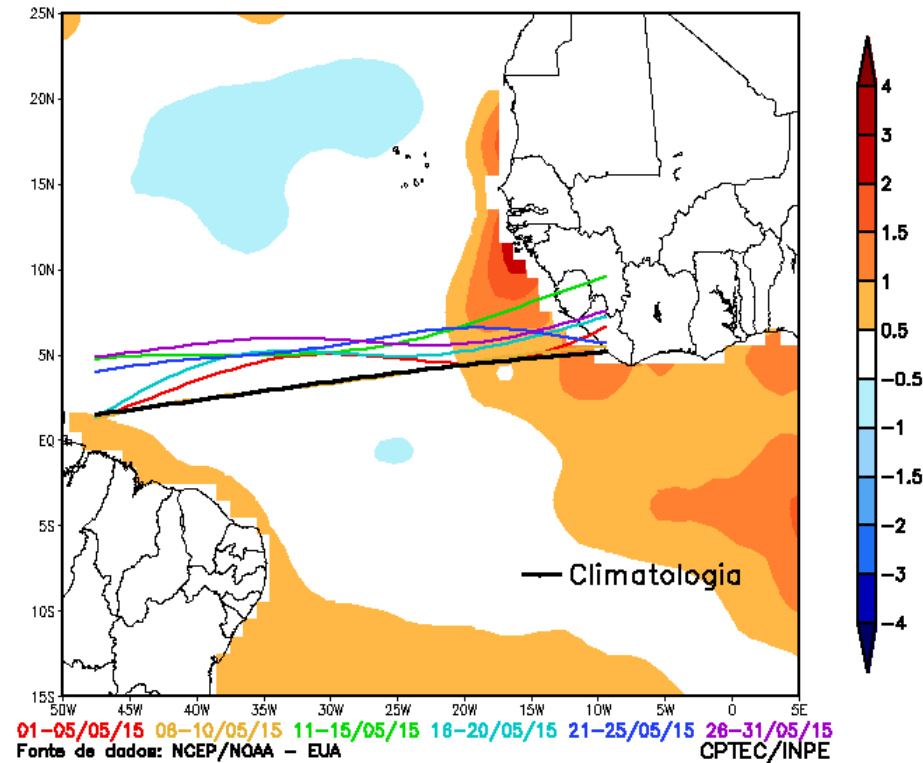 25N
20N
15N
10N
5N
EQ
5S
10S
15S
50W 45W 40W 35W 30W 25W 20W 15W 10W 5W 0 5E
4
3
2
1.5
1
0.5
−0.5
−1
−2
−3
−4
Climatologia
01−05/05/15 06−10/05/15 11−15/05/15 16−20/05/15 21−25/05/15 26−31/05/15
Fonte de dados: NCEP/NOAA − EUA CPTEC/INPE